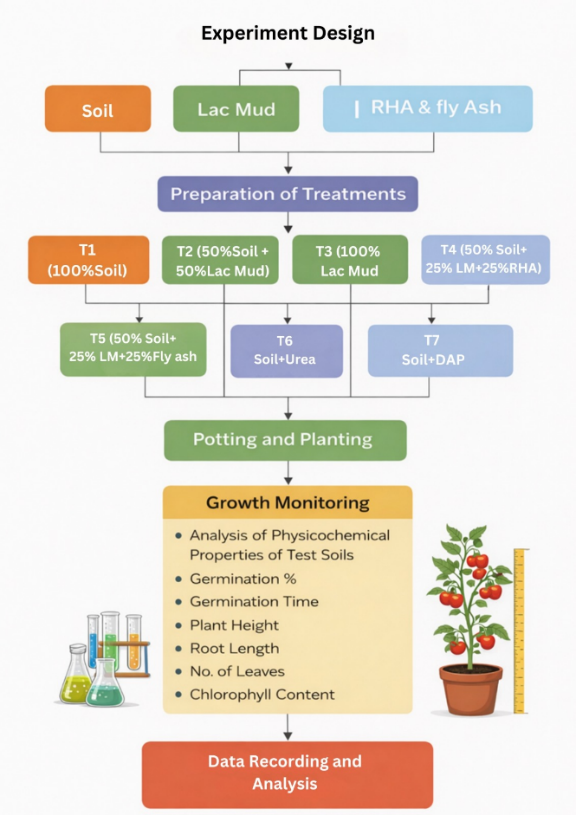 Experiment Design
Soil
Lac Mud
| RHA & fly Ash
Preparation of Treatments
T1
(100%Soil)
T2 (50%Soil +
50%Lac Mud)
T3 (100%
Lac Mud
T4 (50% Soil+
25% LM+25%RHA)
T5 (50% Soil+
25% LM+25%Fly ash
T6
Soil+Urea
T7
Soil+DAP
Potting and Planting
Growth Monitoring
• Analysis of Physicochemical
Properties of Test Soils
• Germination %
• Germination Time
• Plant Height
• Root Length
• No. of Leaves
• Chlorophyll Content
Data Recording and
Analysis